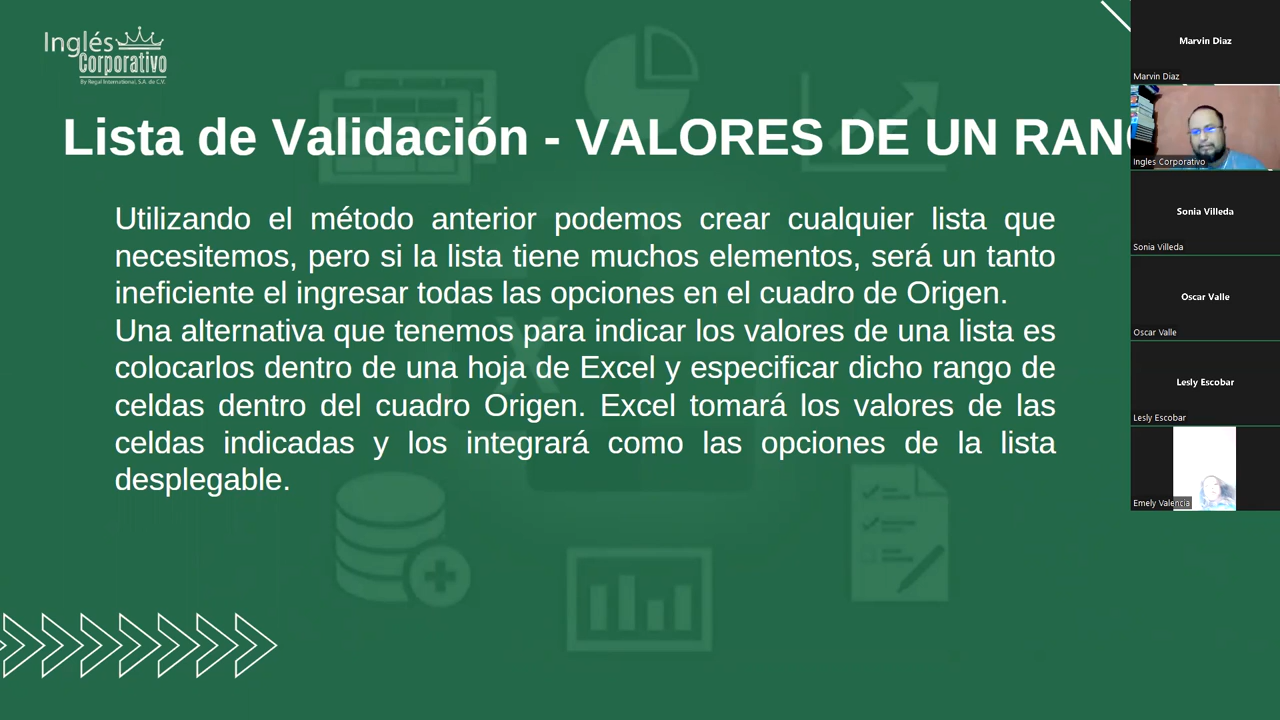 Inglés
Corporativo
By Regal International, S.A. de C.V.
Lista de Validación - VALORES DE UN RANG
Utilizando el método anterior podemos crear cualquier lista que
necesitemos, pero si la lista tiene muchos elementos, será un tanto
ineficiente el ingresar todas las opciones en el cuadro de Origen.
Una alternativa que tenemos para indicar los valores de una lista es
colocarlos dentro de una hoja de Excel y especificar dicho rango de
celdas dentro del cuadro Origen. Excel tomará los valores de las
celdas indicadas y los integrará como las opciones de la lista
desplegable.
Marvin Diaz
Marvin Diaz
Ingles Corporativo
Sonia Villeda
Sonia Villeda
Oscar Valle
Oscar Valle
Lesly Escobar
Lesly Escobar
Emely Valencia